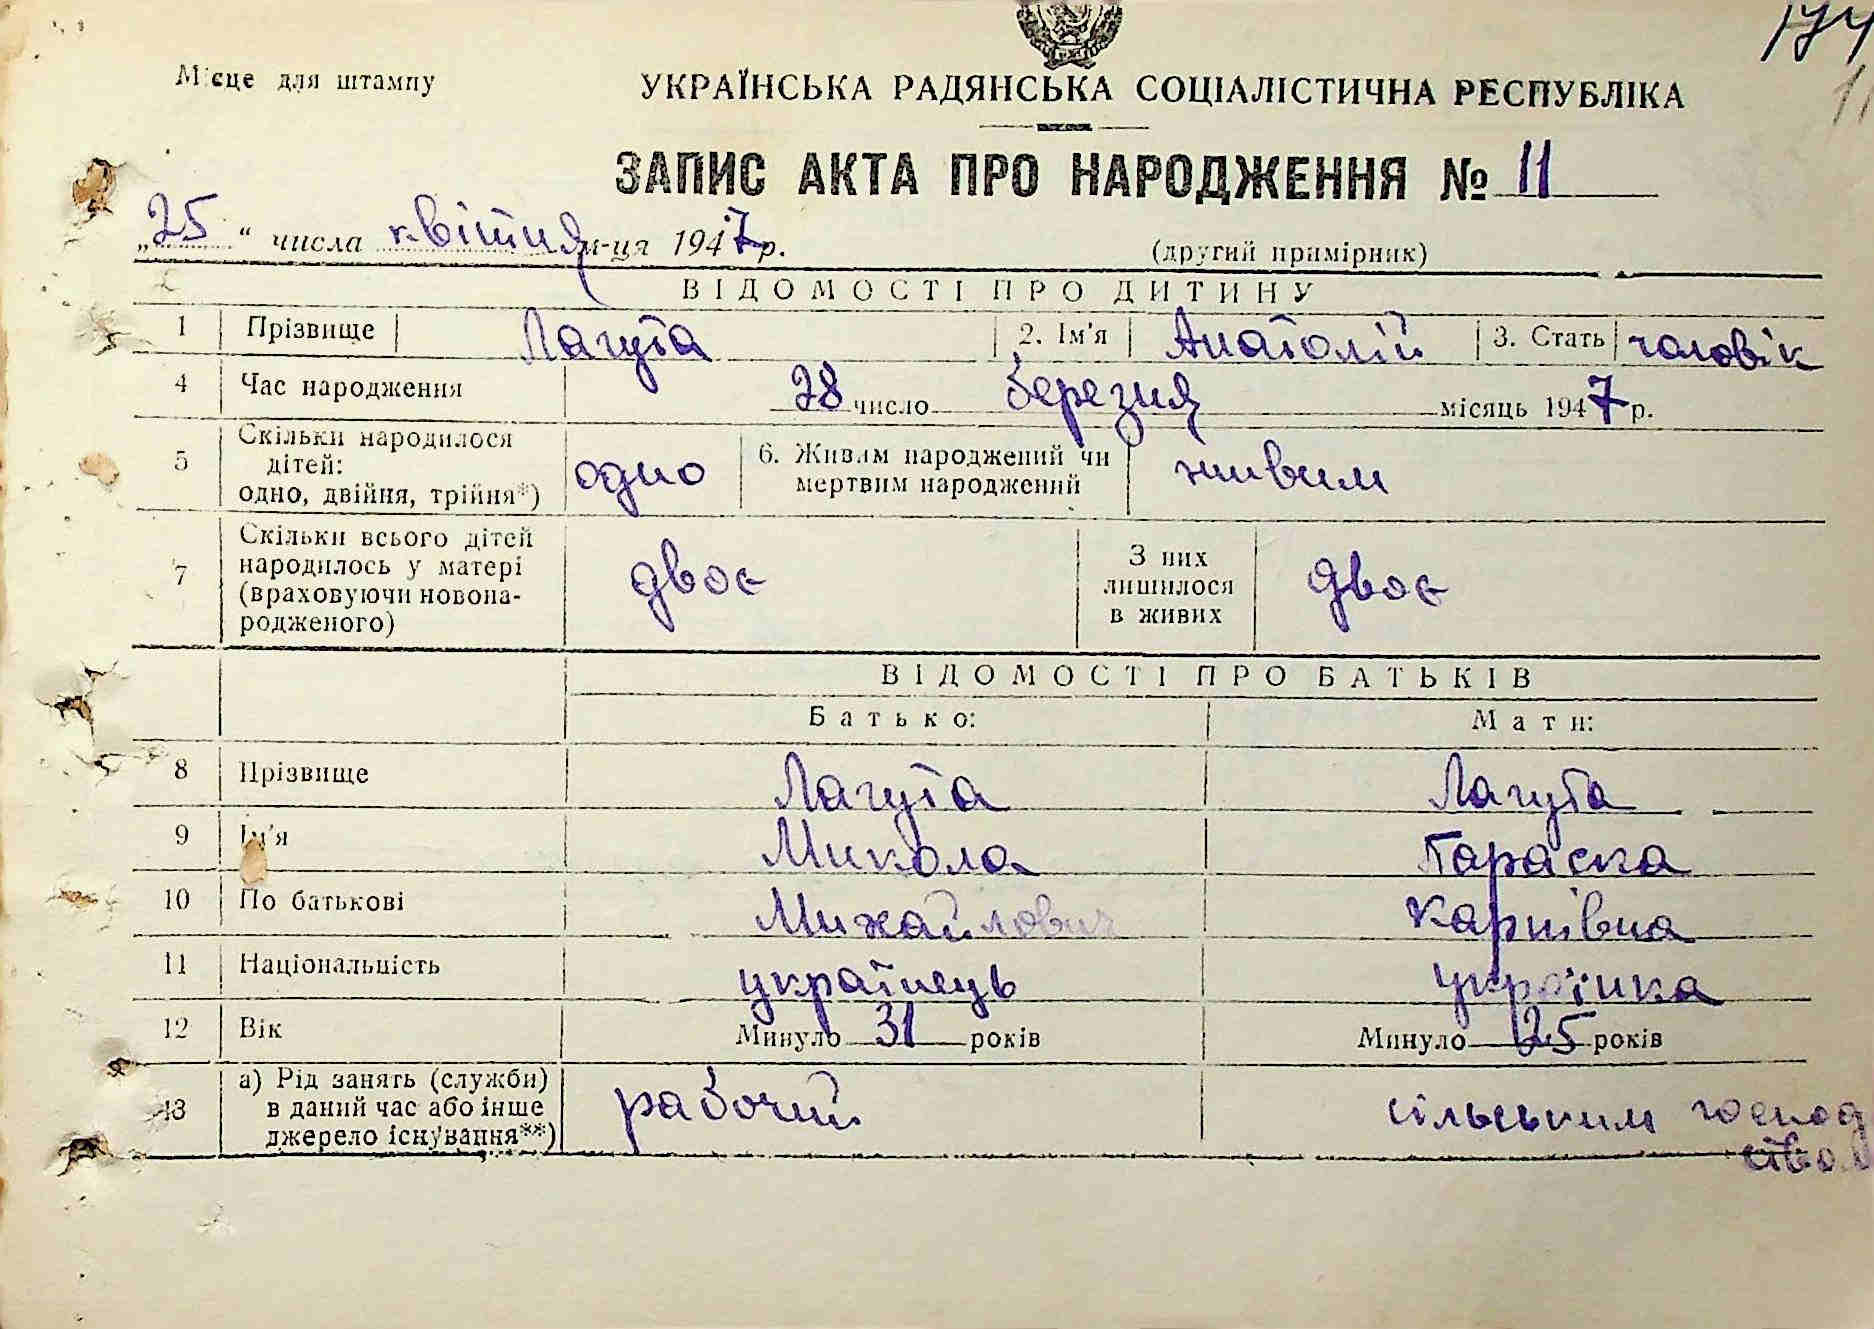 174
Місце для штампу
УКРАЇНСЬКА РАДЯНСЬКА СОЦІАЛІСТИЧНА РЕСПУБЛІКА
ЗАПИС АКТА ПРО НАРОДЖЕННЯ № 11
„25“ числа квітня м-ця 1947 р. (другий примірник)
ВІДОМОСТІ ПРО ДИТИНУ
1 Прізвище Лагута 2. Ім'я Анатолій 3. Стать чоловік
4 Час народження 28 число березня місяць 1947 р.
5 Скільки народилося дітей: одно, двійня, трійня*) одно 6. Живим народжений чи мертвим народжений живим
7 Скільки всього дітей народилось у матері (враховуючи новонародженого) двоє З них лишилося в живих двоє
ВІДОМОСТІ ПРО БАТЬКІВ
Батько: Мати:
8 Прізвище Лагута Лагута
9 Ім'я Микола Параска
10 По батькові Михайлович Карпівна
11 Національність українець українка
12 Вік Минуло 31 років Минуло 25 років
13 а) Рід занять (служби) в даний час або інше джерело існування**) рабочий сільським господ
ство